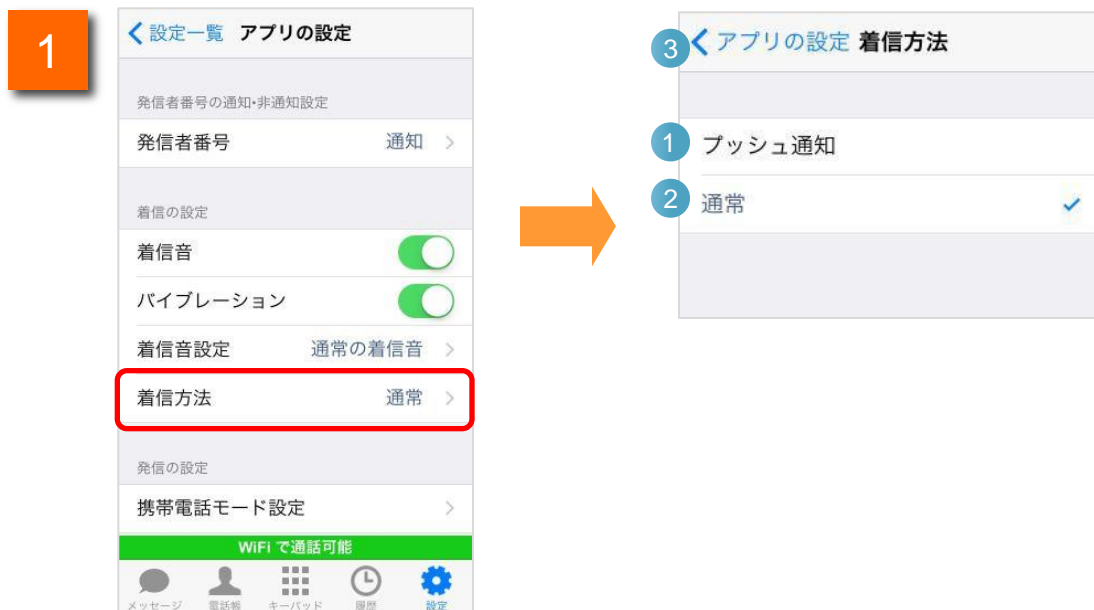 1
設定一覧 アプリの設定
発信者番号の通知・非通知設定
発信者番号 通知
着信の設定
着信音
バイブレーション
着信音設定 通常の着信音
着信方法 通常
発信の設定
携帯電話モード設定
WiFi で通話可能
メッセージ 電話帳 キーパッド 履歴 設定
3 アプリの設定 着信方法
1 プッシュ通知
2 通常